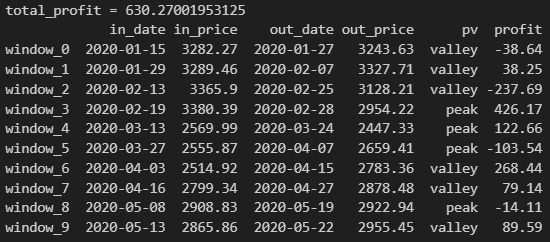 total_profit = 630.27001953125
in_date in_price out_date out_price pv profit
window_0 2020-01-15 3282.27 2020-01-27 3243.63 valley -38.64
window_1 2020-01-29 3289.46 2020-02-07 3327.71 valley 38.25
window_2 2020-02-13 3365.9 2020-02-25 3128.21 valley -237.69
window_3 2020-02-19 3380.39 2020-02-28 2954.22 peak 426.17
window_4 2020-03-13 2569.99 2020-03-24 2447.33 peak 122.66
window_5 2020-03-27 2555.87 2020-04-07 2659.41 peak -103.54
window_6 2020-04-03 2514.92 2020-04-15 2783.36 valley 268.44
window_7 2020-04-16 2799.34 2020-04-27 2878.48 valley 79.14
window_8 2020-05-08 2908.83 2020-05-19 2922.94 peak -14.11
window_9 2020-05-13 2865.86 2020-05-22 2955.45 valley 89.59